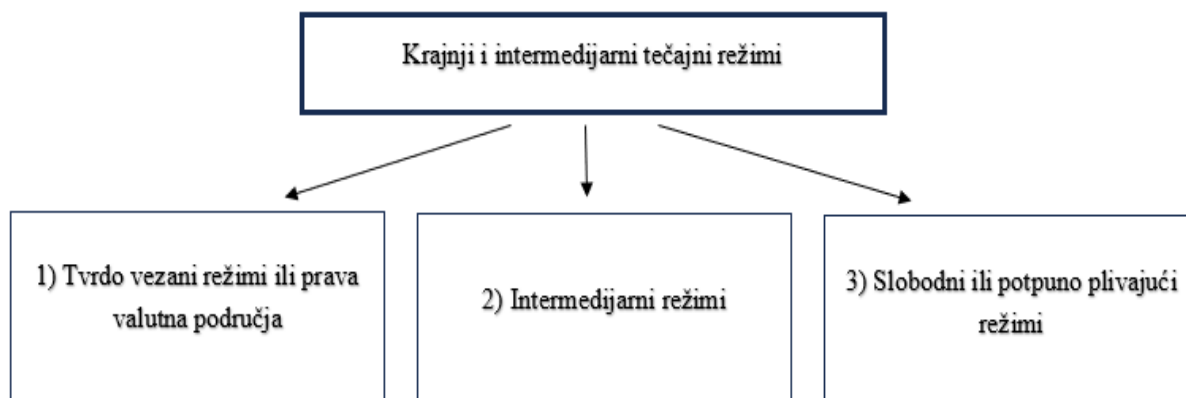 Krajnji i intermedijarni tečajni režimi
1) Tvrdo vezani režimi ili prava
valutna područja
2) Intermedijarni režimi
3) Slobodni ili potpuno plivajući
režimi